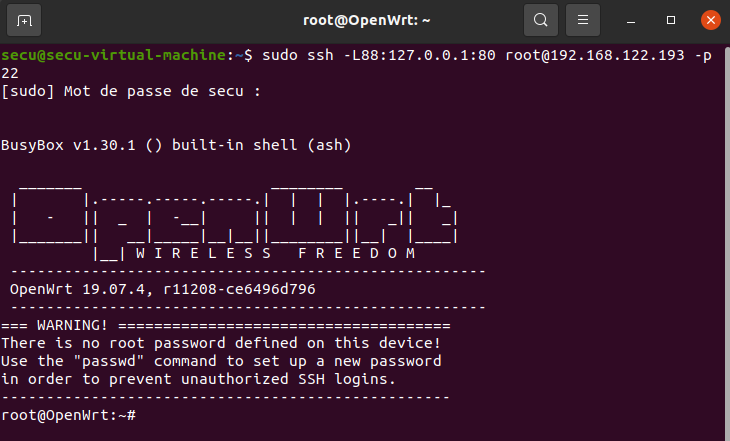 root@OpenWrt: ~
secu@secu-virtual-machine:~$ sudo ssh -L88:127.0.0.1:80 root@192.168.122.193 -p
22
[sudo] Mot de passe de secu :
BusyBox v1.30.1 () built-in shell (ash)
  _______                     ________        __
 |       |.-----.-----.-----.|  |  |  |.----.|  |_
 |   -   ||  _  |  -__|     ||  |  |  ||   _||   _|
 |_______||   __|_____|__|__||________||__|  |____|
          |__| W I R E L E S S   F R E E D O M
 -----------------------------------------------------
 OpenWrt 19.07.4, r11208-ce6496d796
 -----------------------------------------------------
=== WARNING! =====================================
There is no root password defined on this device!
Use the "passwd" command to set up a new password
in order to prevent unauthorized SSH logins.
--------------------------------------------------
root@OpenWrt:~#